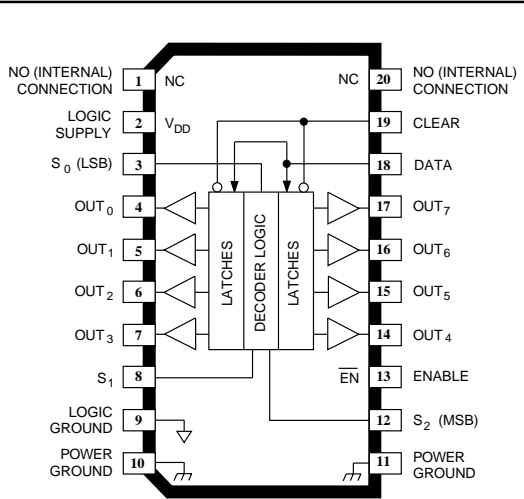 NO (INTERNAL)
CONNECTION
1
NC
NC
20
NO (INTERNAL)
CONNECTION
LOGIC
SUPPLY
2
VDD
19
CLEAR
S0 (LSB)
3
18
DATA
OUT0
4
17
OUT7
OUT1
5
16
OUT6
OUT2
6
15
OUT5
OUT3
7
14
OUT4
LATCHES
DECODER LOGIC
LATCHES
S1
8
EN
13
ENABLE
LOGIC
GROUND
9
12
S2 (MSB)
POWER
GROUND
10
11
POWER
GROUND